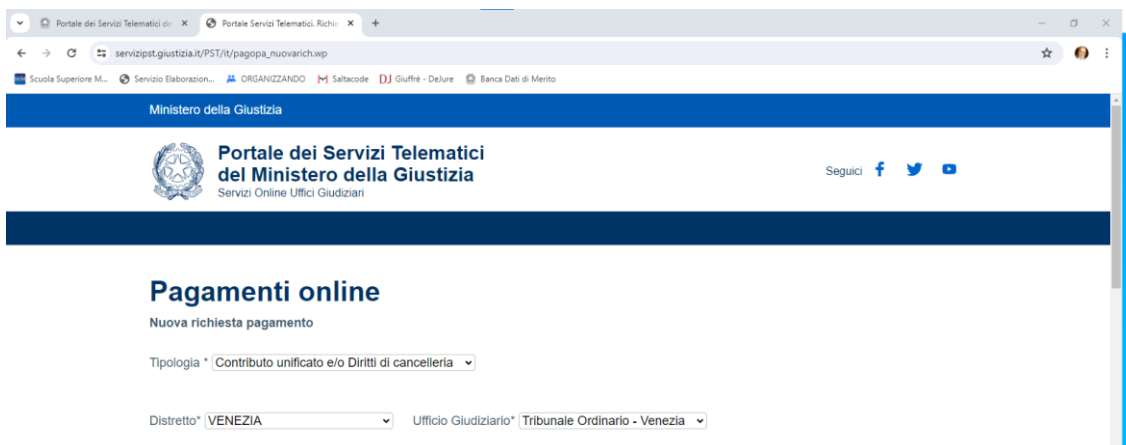 Portale dei Servizi Telematici de
Portale Servizi Telematici. Richie
servizipst.giustizia.it/PST/it/pagopa_nuovarich.wp
Scuola Superiore M... Servizio Elaborazion... ORGANIZZANDO Saltacode DJ Giuffrè - DeJure Banca Dati di Merito
Ministero della Giustizia
Portale dei Servizi Telematici
del Ministero della Giustizia
Servizi Online Uffici Giudiziari
Seguici
Pagamenti online
Nuova richiesta pagamento
Tipologia * Contributo unificato e/o Diritti di cancelleria
Distretto* VENEZIA Ufficio Giudiziario* Tribunale Ordinario - Venezia